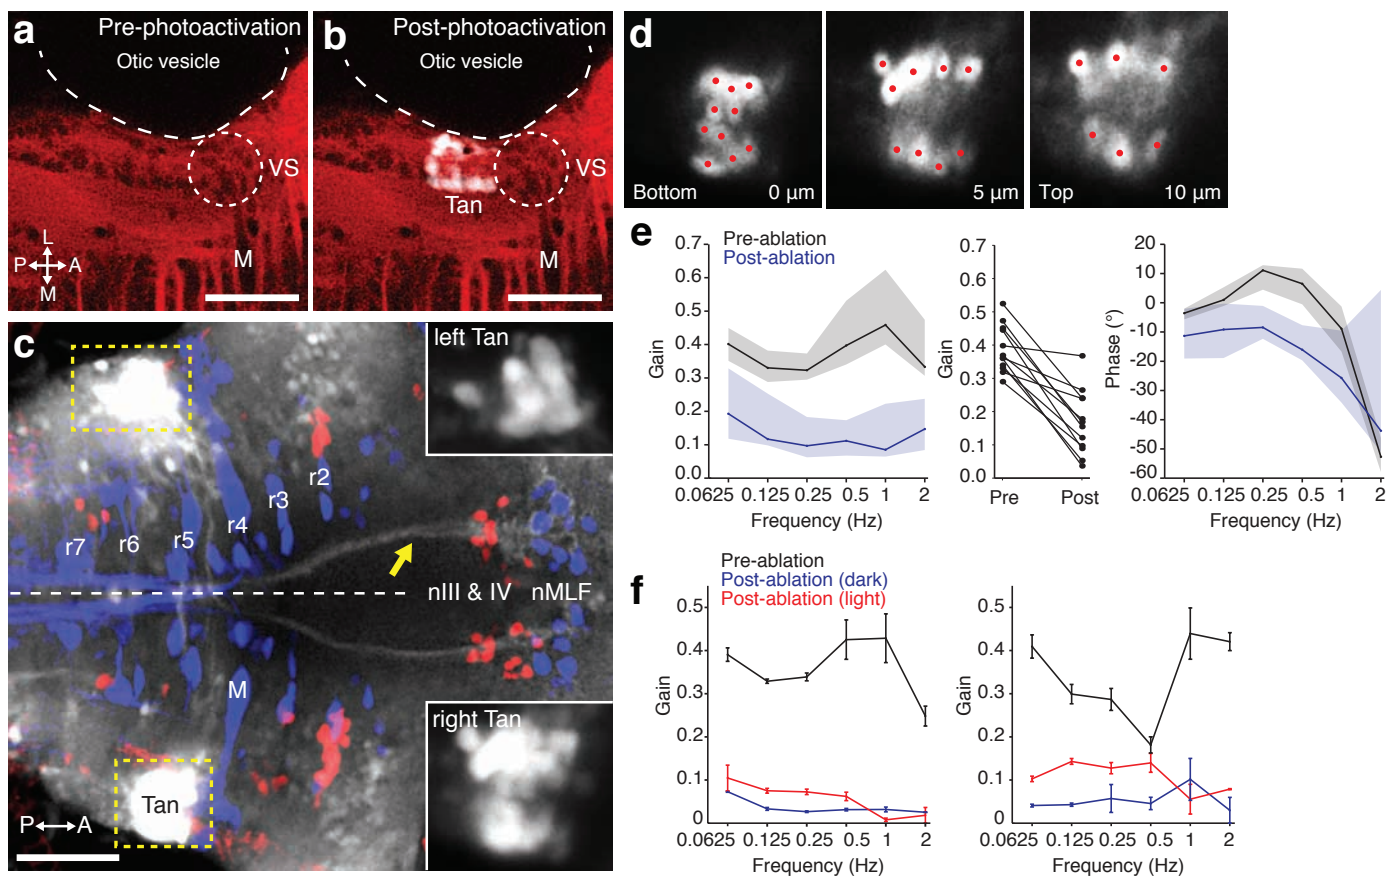 a
Pre-photoactivation
Otic vesicle
VS
L
P A
M
M
b
Post-photoactivation
Otic vesicle
VS
Tan
M
c
left Tan
r2
r3
r4
r5
r6
r7
nIII & IV
nMLF
M
right Tan
Tan
P A
d
Bottom
0 µm
5 µm
Top
10 µm
e
Pre-ablation
Post-ablation
Gain
0.7
0.6
0.5
0.4
0.3
0.2
0.1
0.0
0.0625 0.125 0.25 0.5 1 2
Frequency (Hz)
Gain
0.7
0.6
0.5
0.4
0.3
0.2
0.1
0.0
Pre Post
Phase (°)
20
10
0
-10
-20
-30
-40
-50
-60
0.0625 0.125 0.25 0.5 1 2
Frequency (Hz)
f
Pre-ablation
Post-ablation (dark)
Post-ablation (light)
Gain
0.5
0.4
0.3
0.2
0.1
0
0.0625 0.125 0.25 0.5 1 2
Frequency (Hz)
Gain
0.5
0.4
0.3
0.2
0.1
0
0.0625 0.125 0.25 0.5 1 2
Frequency (Hz)